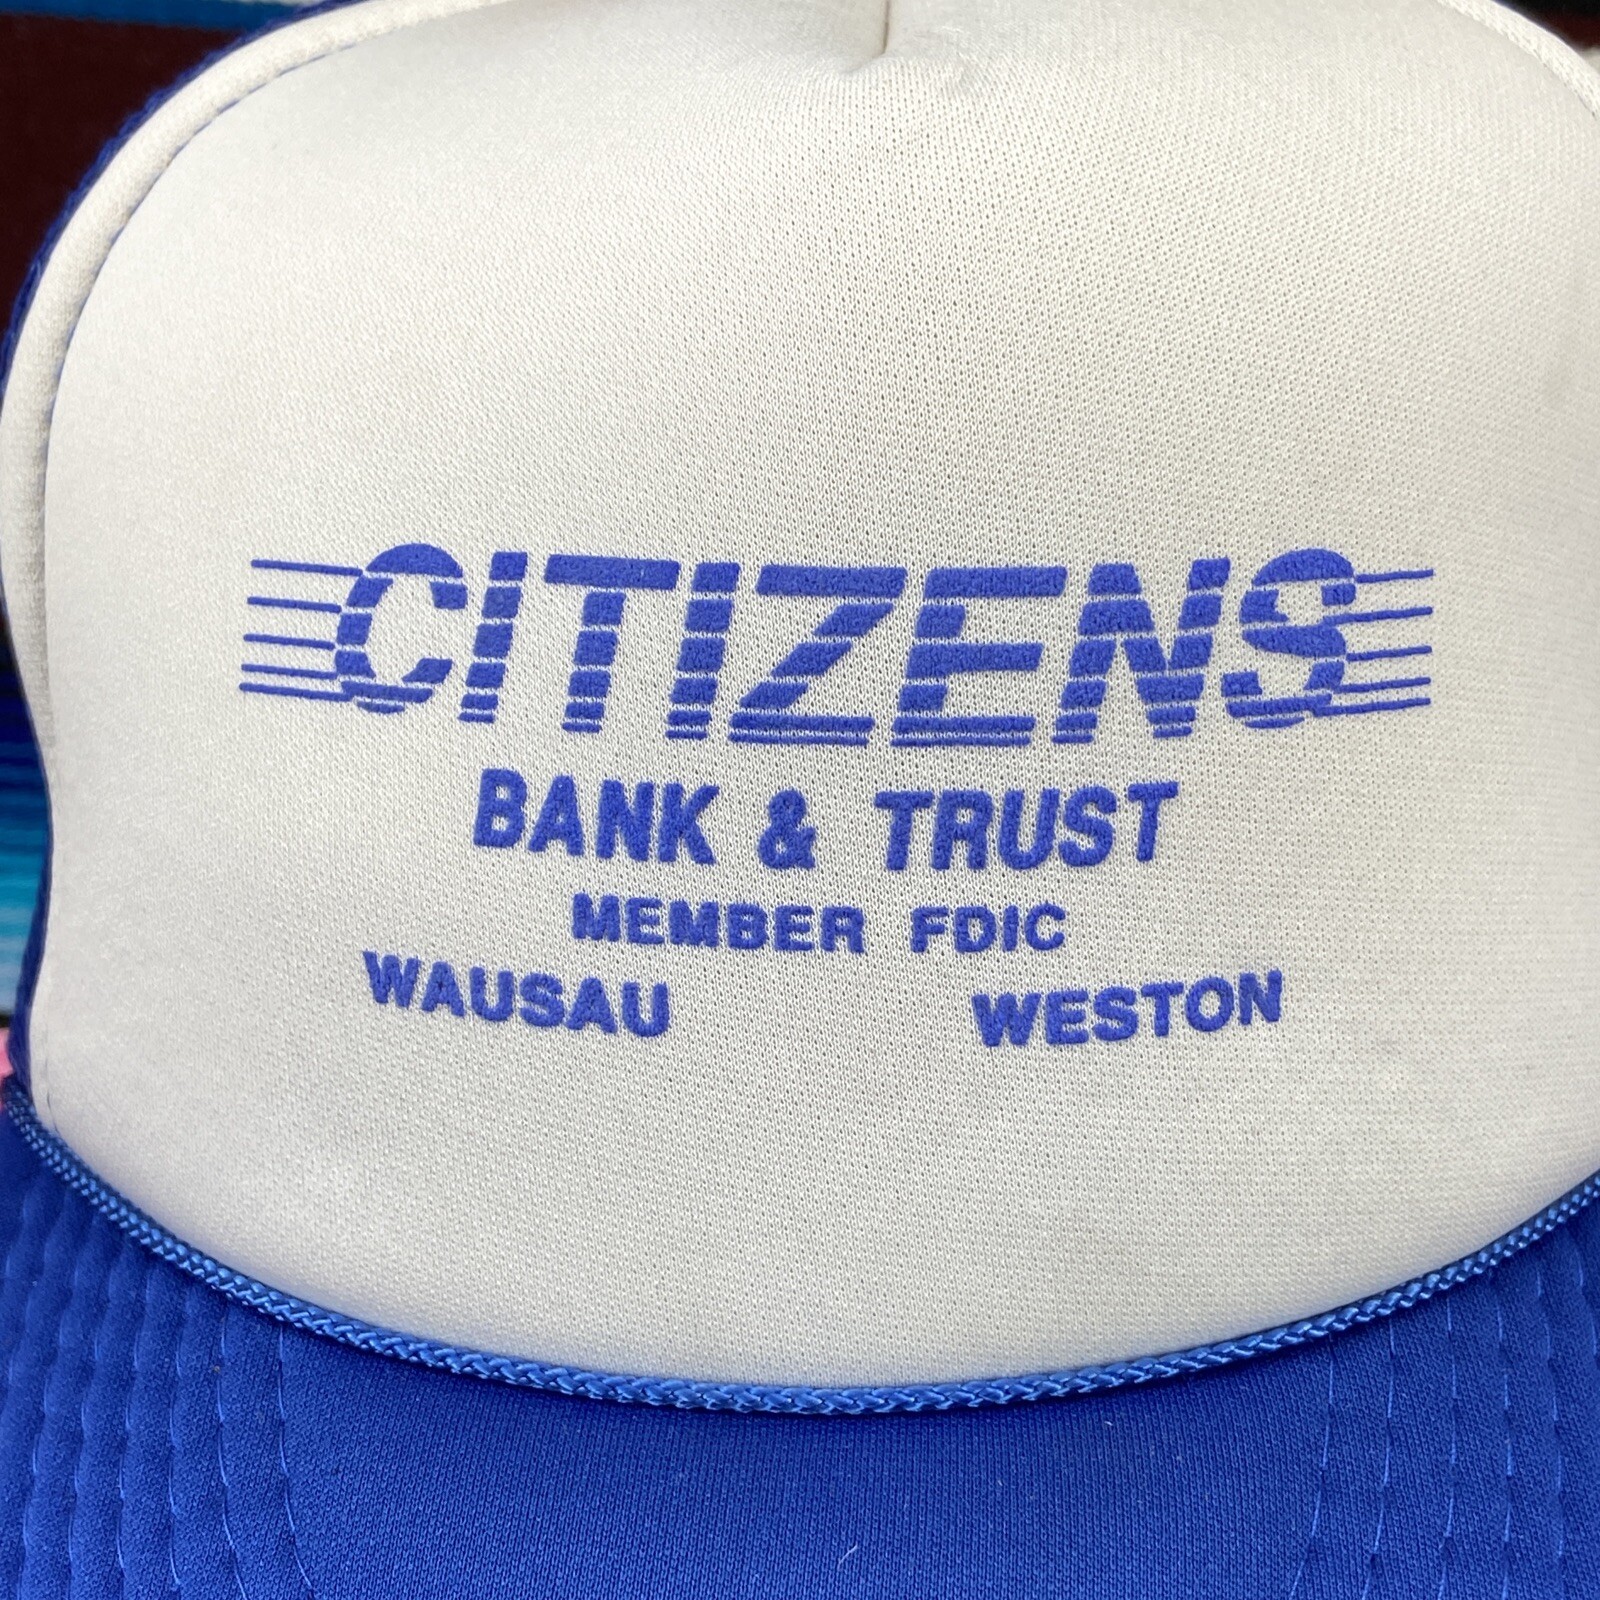 CITIZENS
BANK & TRUST
MEMBER FDIC
WAUSAU WESTON